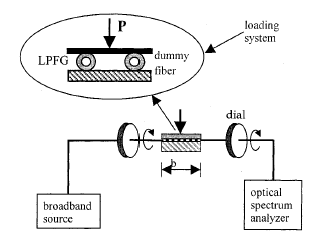 P
loading
system
LPFG
dummy
fiber
dial
b
broadband
source
optical
spectrum
analyzer